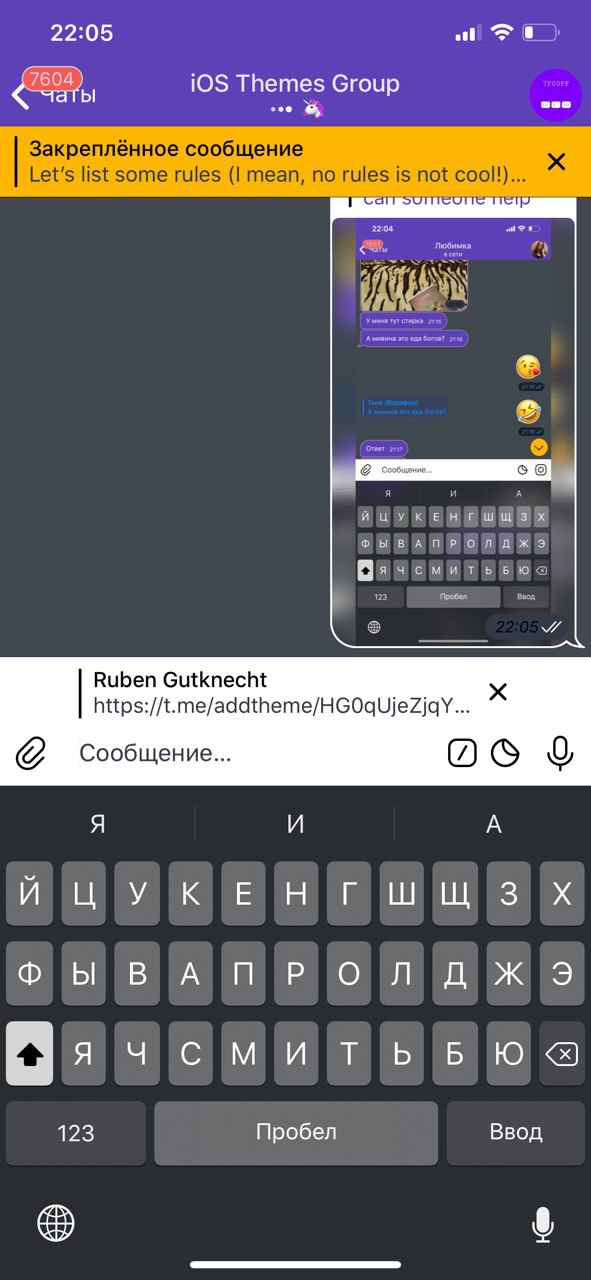 22:05
7604
Чаты
iOS Themes Group
7F00FF
Закреплённое сообщение
Let’s list some rules (I mean, no rules is not cool!)...
can someone help
22:04
7603
Чаты
Любимка
в сети
21:15
У меня тут стирка 21:15
А мивина это еда богов? 21:16
21:16
Таня (Водафон)
А мивина это еда богов?
21:16
Ответ 21:17
Сообщение...
Я И А
Й Ц У К Е Н Г Ш Щ З Х
Ф Ы В А П Р О Л Д Ж Э
Я Ч С М И Т Ь Б Ю
123 Пробел Ввод
22:05
Ruben Gutknecht
https://t.me/addtheme/HG0qUjeZjqY...
Сообщение...
Я И А
Й Ц У К Е Н Г Ш Щ З Х
Ф Ы В А П Р О Л Д Ж Э
Я Ч С М И Т Ь Б Ю
123 Пробел Ввод